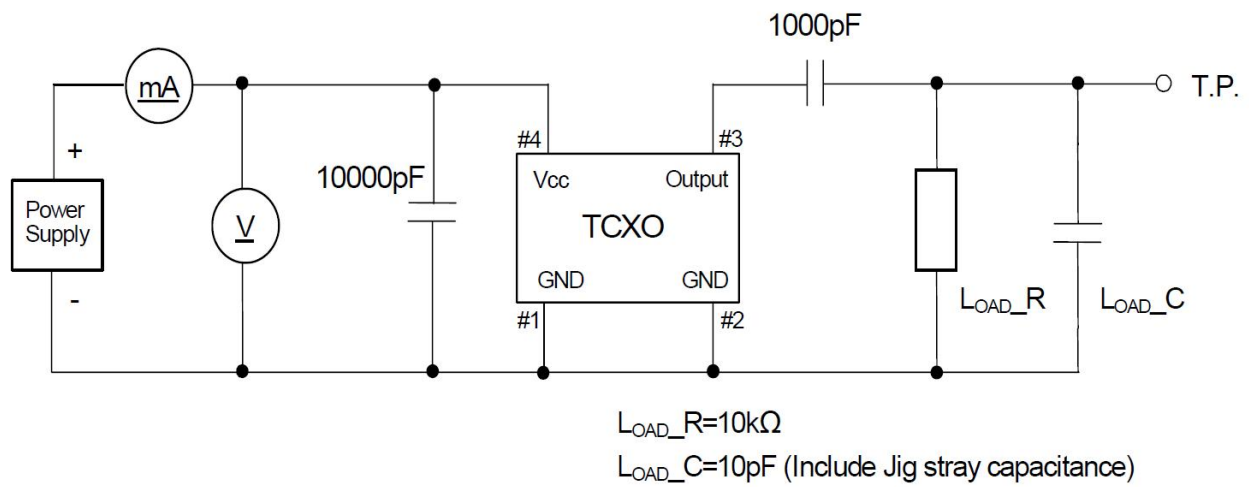 1000pF
mA
T.P.
+
#4
#3
10000pF
Vcc
Output
Power
Supply
V
TCXO
GND
GND
-
LOAD_R
LOAD_C
#1
#2
LOAD_R=10kΩ
LOAD_C=10pF (Include Jig stray capacitance)